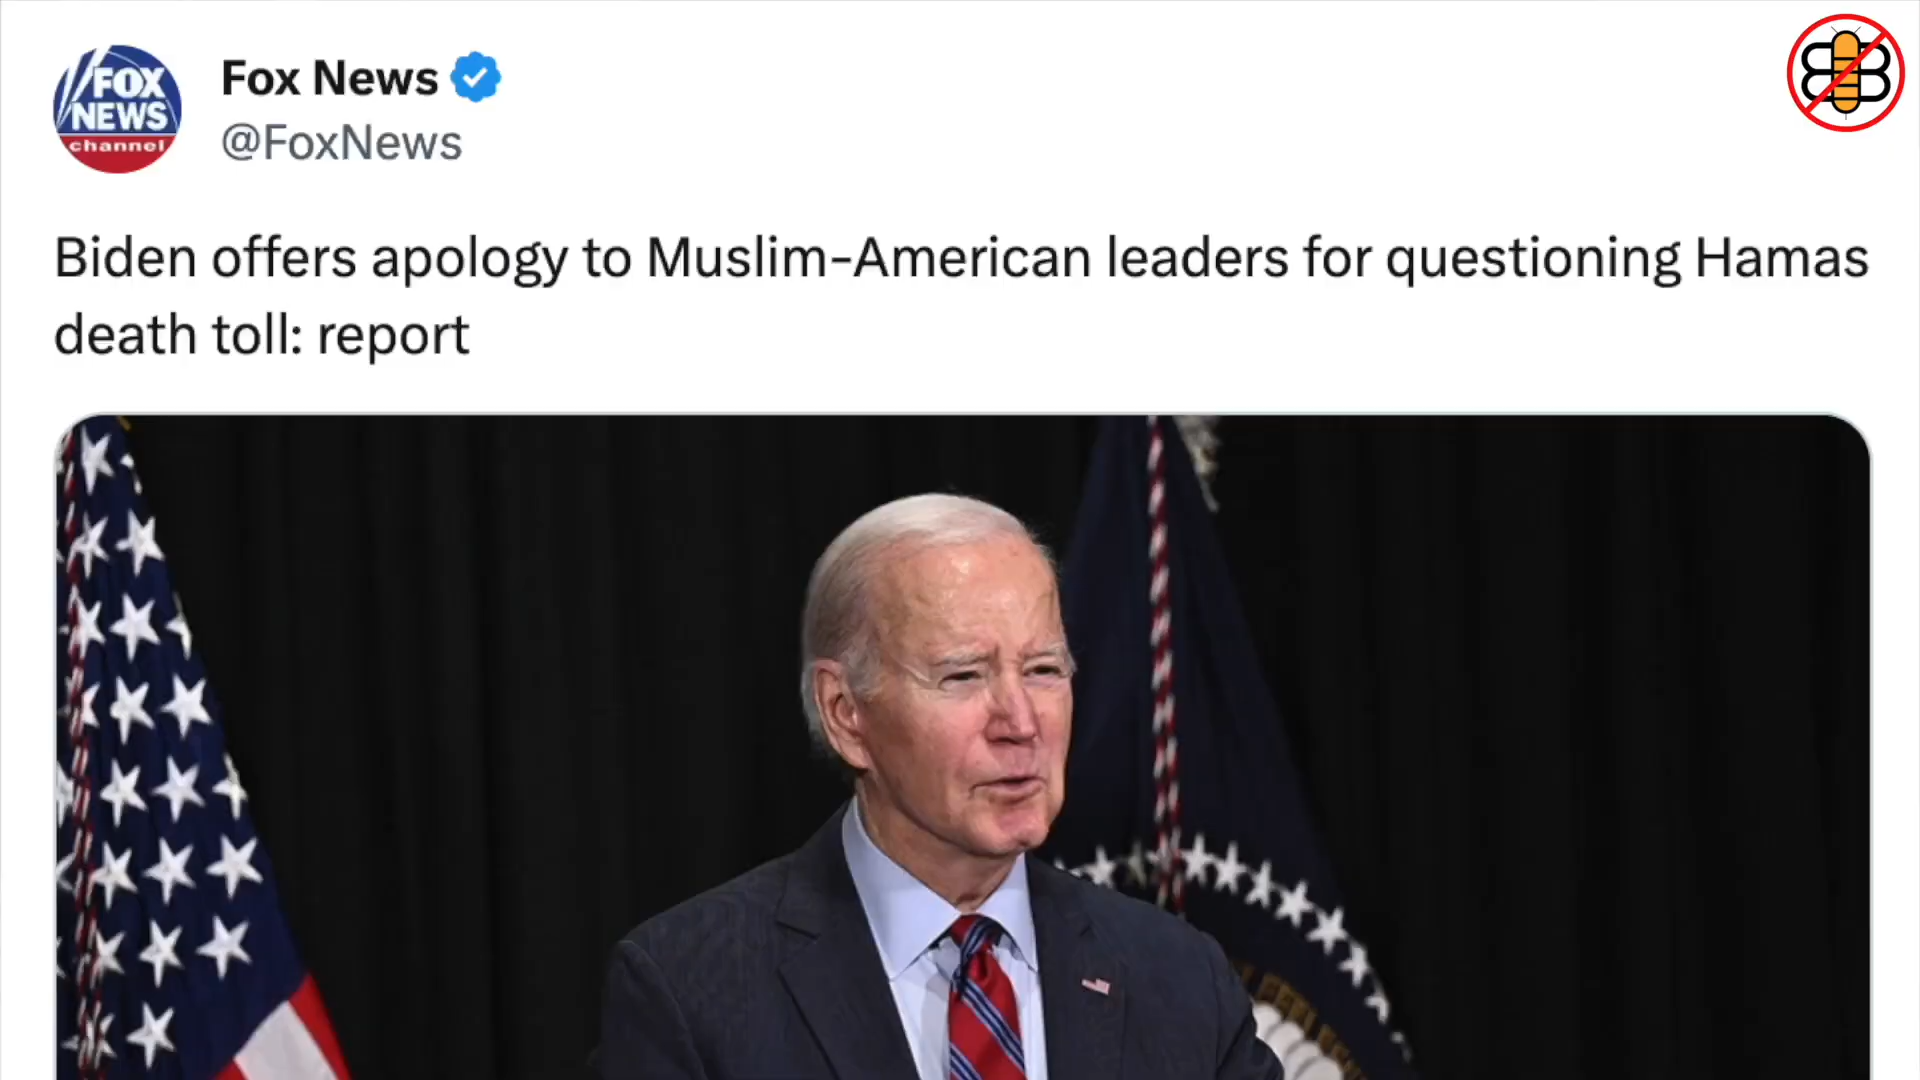 FOX
NEWS
channel
Fox News
@FoxNews
Biden offers apology to Muslim-American leaders for questioning Hamas
death toll: report